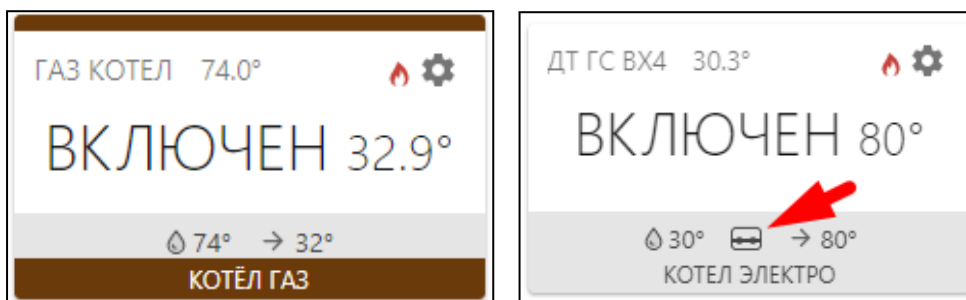 ГАЗ КОТЕЛ 74.0°
ВКЛЮЧЕН 32.9°
74° → 32°
КОТЁЛ ГАЗ
ДТ ГС ВХ4 30.3°
ВКЛЮЧЕН 80°
30° → 80°
КОТЕЛ ЭЛЕКТРО